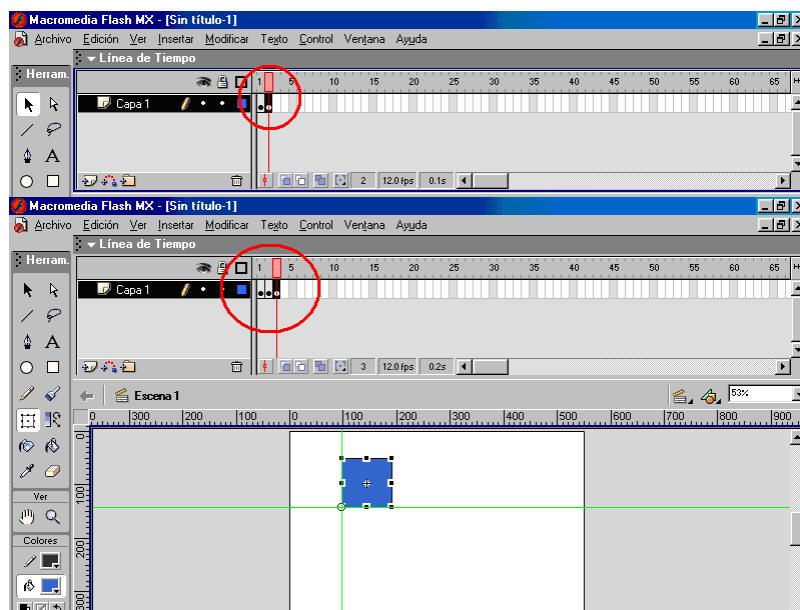 Macromedia Flash MX - [Sin título-1]
Archivo Edición Ver Insertar Modificar Texto Control Ventana Ayuda
Línea de Tiempo
Herram.
1 5 10 15 20 25 30 35 40 45 50 55 60 65
Capa 1
A
2 12.0 fps 0.1s
Macromedia Flash MX - [Sin título-1]
Archivo Edición Ver Insertar Modificar Texto Control Ventana Ayuda
Línea de Tiempo
Herram.
1 5 10 15 20 25 30 35 40 45 50 55 60 65
Capa 1
A
3 12.0 fps 0.2s
Escena 1
53%
0 300 200 100 0 100 200 300 400 500 600 700 800 900
0
100
Ver
200
Colores
300